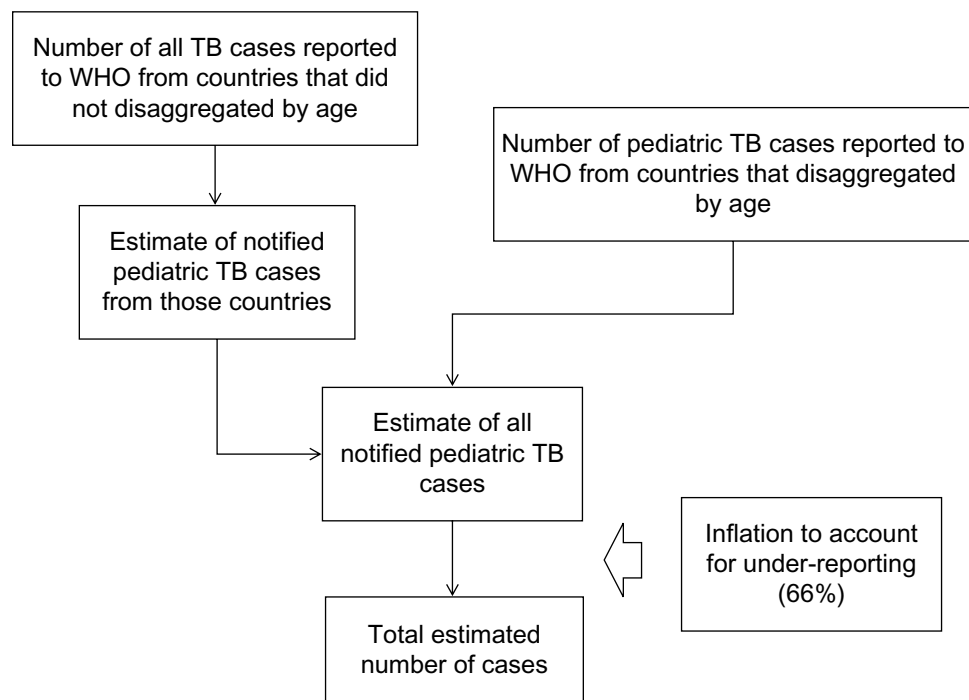 Number of all TB cases reported
to WHO from countries that did
not disaggregated by age
Number of pediatric TB cases reported to
WHO from countries that disaggregated
by age
Estimate of notified
pediatric TB cases
from those countries
Estimate of all
notified pediatric TB
cases
Inflation to account
for under-reporting
(66%)
Total estimated
number of cases